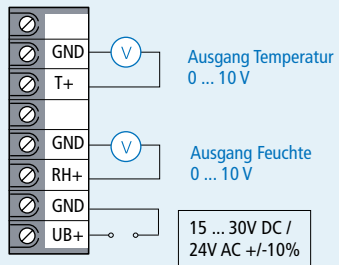 GND
V
Ausgang Temperatur
T+
0 ... 10 V
GND
V
Ausgang Feuchte
RH+
0 ... 10 V
GND
UB+
15 ... 30V DC /
24V AC +/-10%